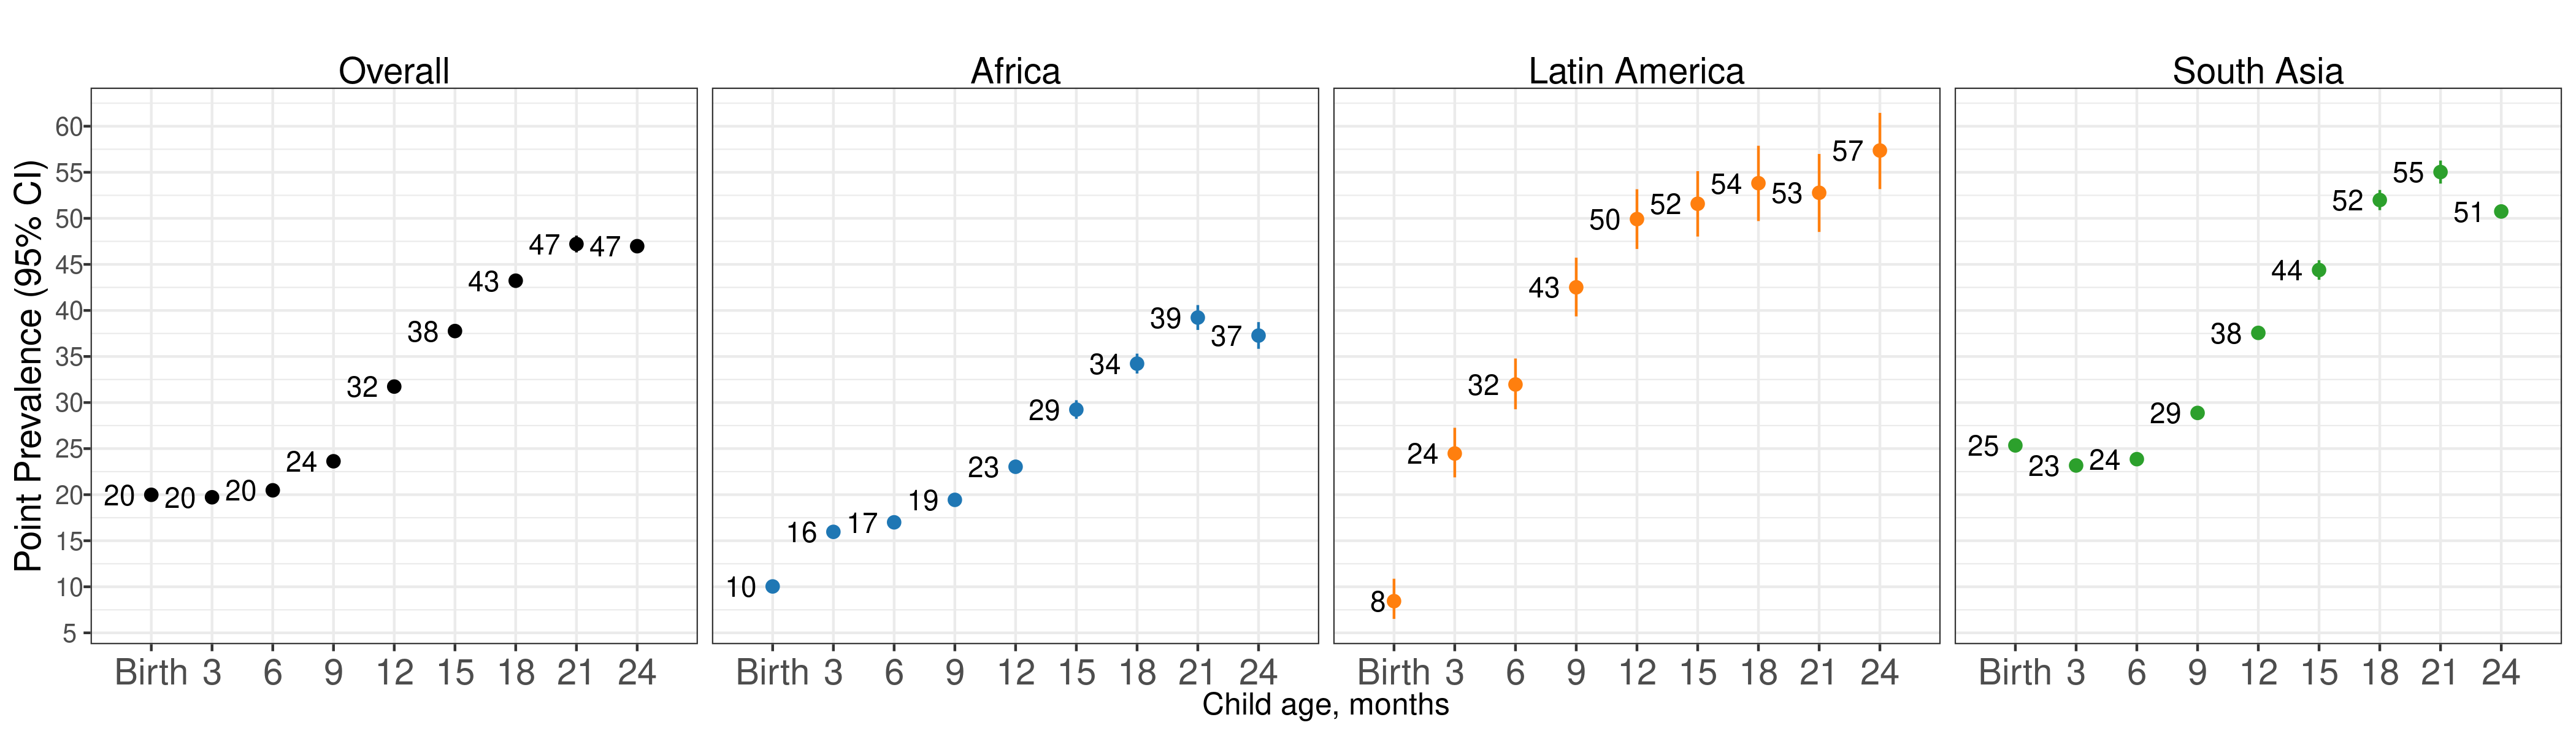 Overall Africa Latin America South Asia
Point Prevalence (95% CI)
60
55
50
45
40
35
30
25
20
15
10
5
20 20 20 24 32 38 43 47 47
10 16 17 19 23 29 34 39 37
8 24 32 43 50 52 54 53 57
25 23 24 29 38 44 52 55 51
Birth 3 6 9 12 15 18 21 24 Birth 3 6 9 12 15 18 21 24 Birth 3 6 9 12 15 18 21 24 Birth 3 6 9 12 15 18 21 24
Child age, months